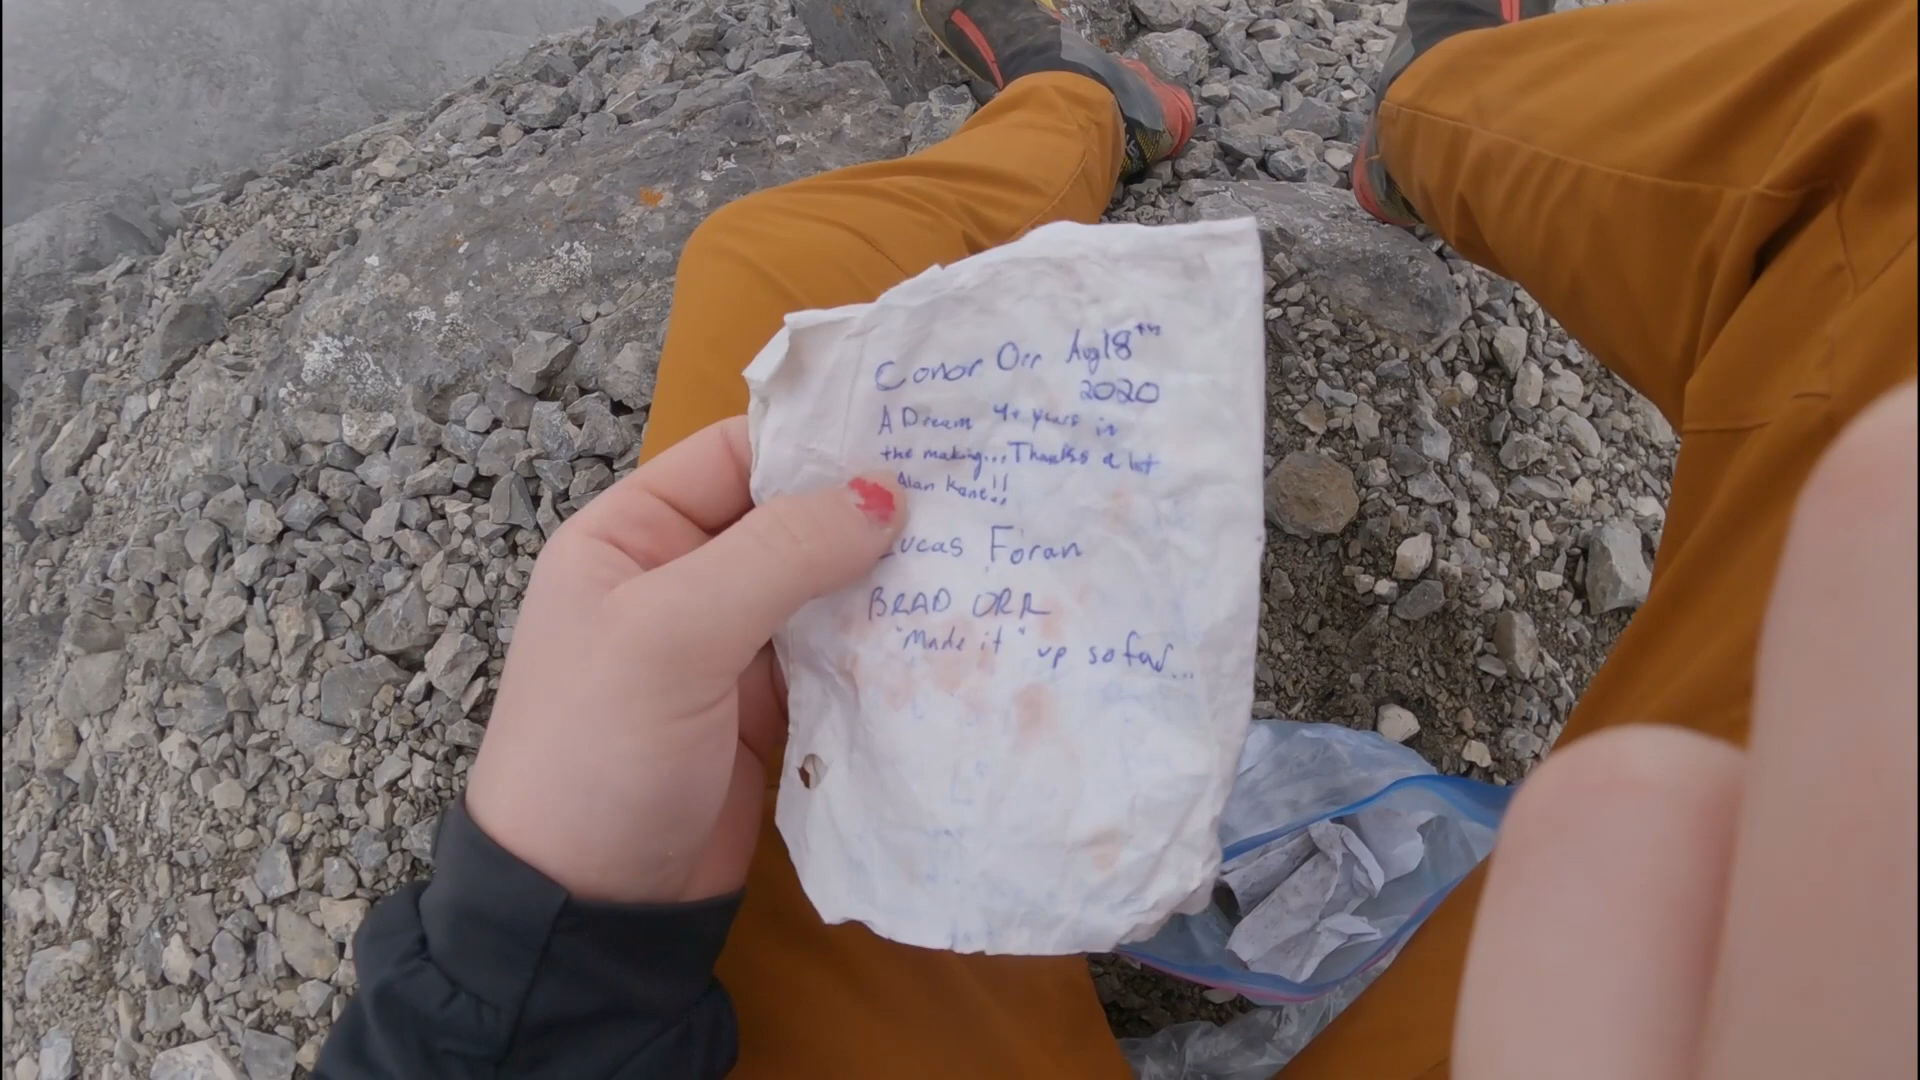 Conor Orr Aug 18th
2020
A Dream 4+ years in
the making... Thanks a lot
Alan Kane!!
Lucas Foran
BRAD ORR
"Made it" up so far...